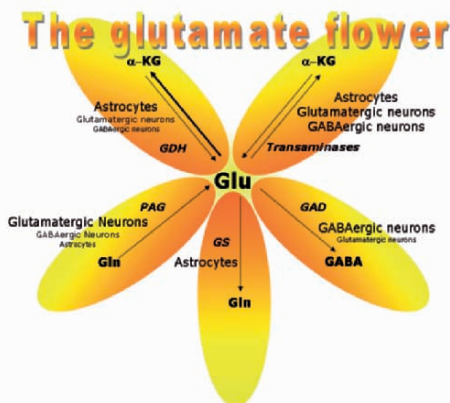 The glutamate flower
α-KG
Astrocytes
Glutamatergic neurons
GABAergic neurons
GDH
α-KG
Astrocytes
Glutamatergic neurons
GABAergic neurons
Transaminases
Glu
PAG
Glutamatergic Neurons
GABAergic Neurons
Astrocytes
Gln
GS
Astrocytes
Gln
GAD
GABAergic neurons
Glutamatergic neurons
GABA